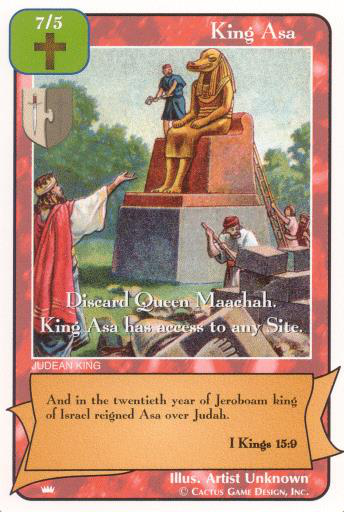 7/5
King Asa
Discard Queen Maachah.
King Asa has access to any Site.
JUDEAN KING
And in the twentieth year of Jeroboam king
of Israel reigned Asa over Judah.
I Kings 15:9
Illus. Artist Unknown
© Cactus Game Design, Inc.